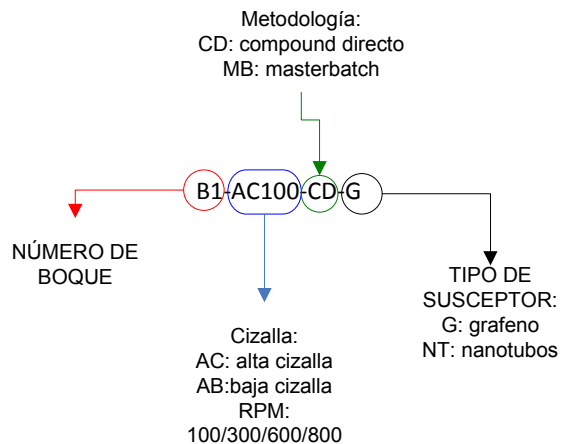 Metodología:
CD: compound directo
MB: masterbatch
B1-AC100-CD-G
NÚMERO DE
BOQUE
Cizalla:
AC: alta cizalla
AB:baja cizalla
RPM:
100/300/600/800
TIPO DE
SUSCEPTOR:
G: grafeno
NT: nanotubos